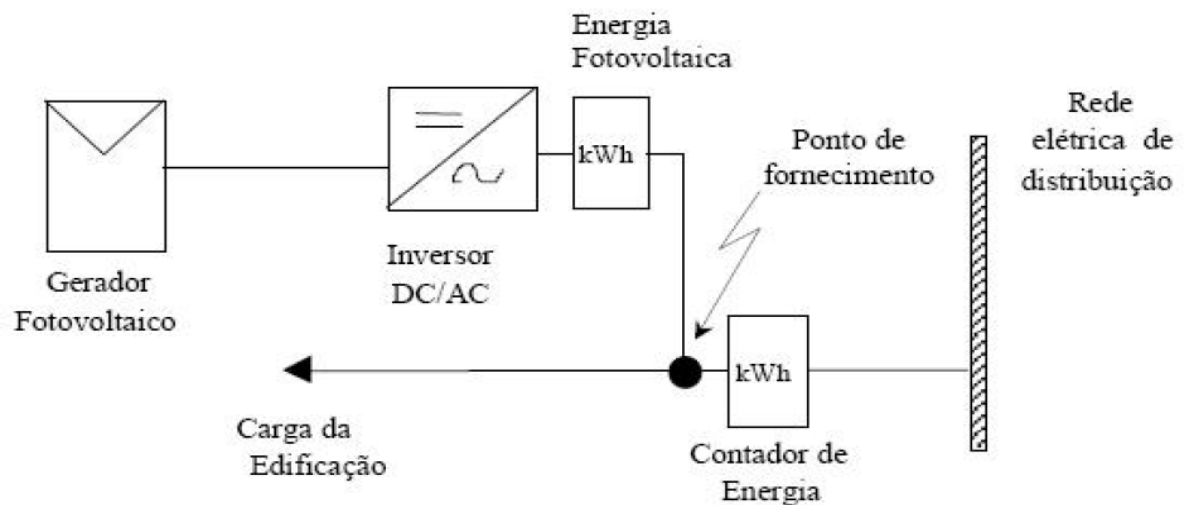 Energia
Fotovoltaica
kWh
Gerador
Fotovoltaico
Inversor
DC/AC
Ponto de
fornecimento
Rede
elétrica de
distribuição
kWh
Carga da
Edificação
Contador de
Energia